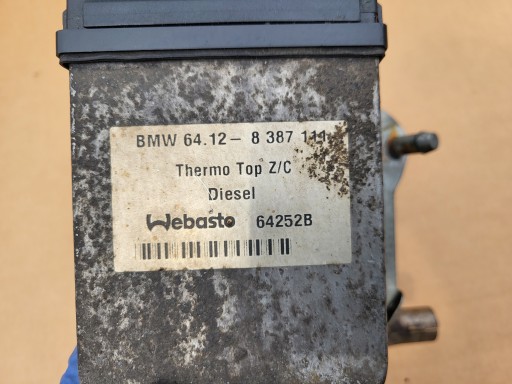 BMW 64.12- 8 387 111
Thermo Top Z/C
Diesel
Webasto 64252B